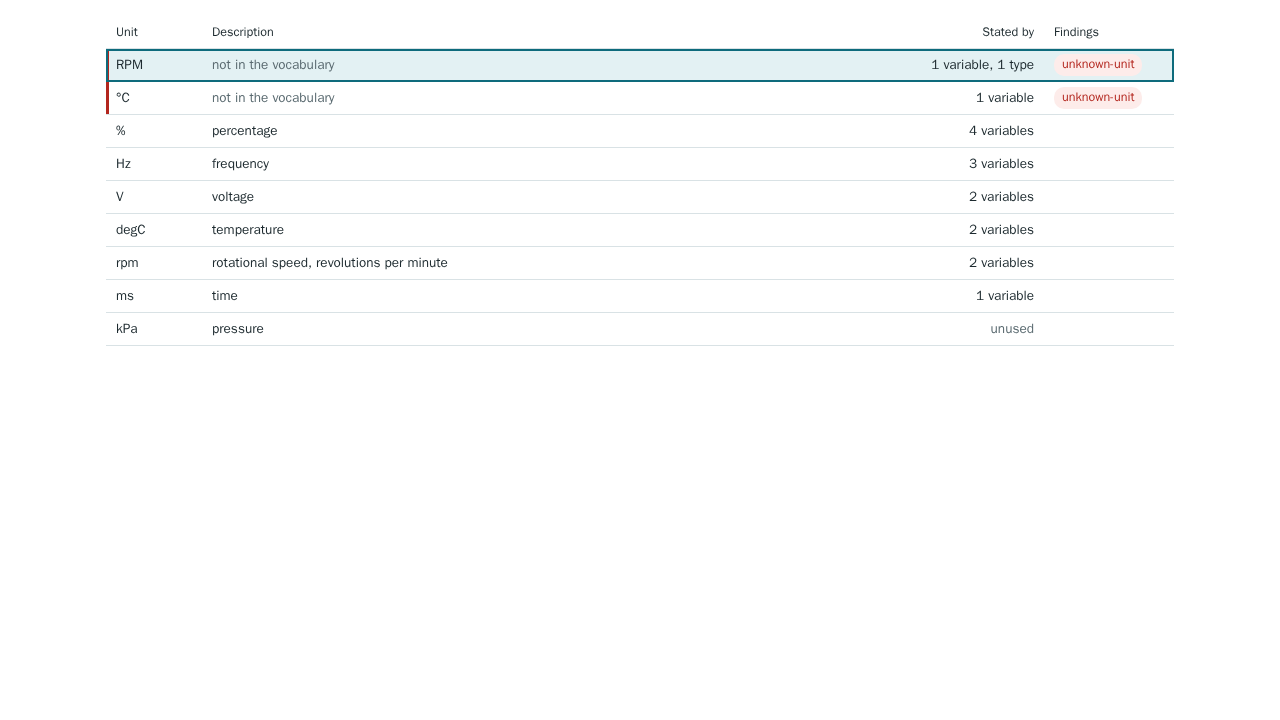 Unit Description Stated by Findings
RPM not in the vocabulary 1 variable, 1 type unknown-unit
°C not in the vocabulary 1 variable unknown-unit
% percentage 4 variables
Hz frequency 3 variables
V voltage 2 variables
degC temperature 2 variables
rpm rotational speed, revolutions per minute 2 variables
ms time 1 variable
kPa pressure unused